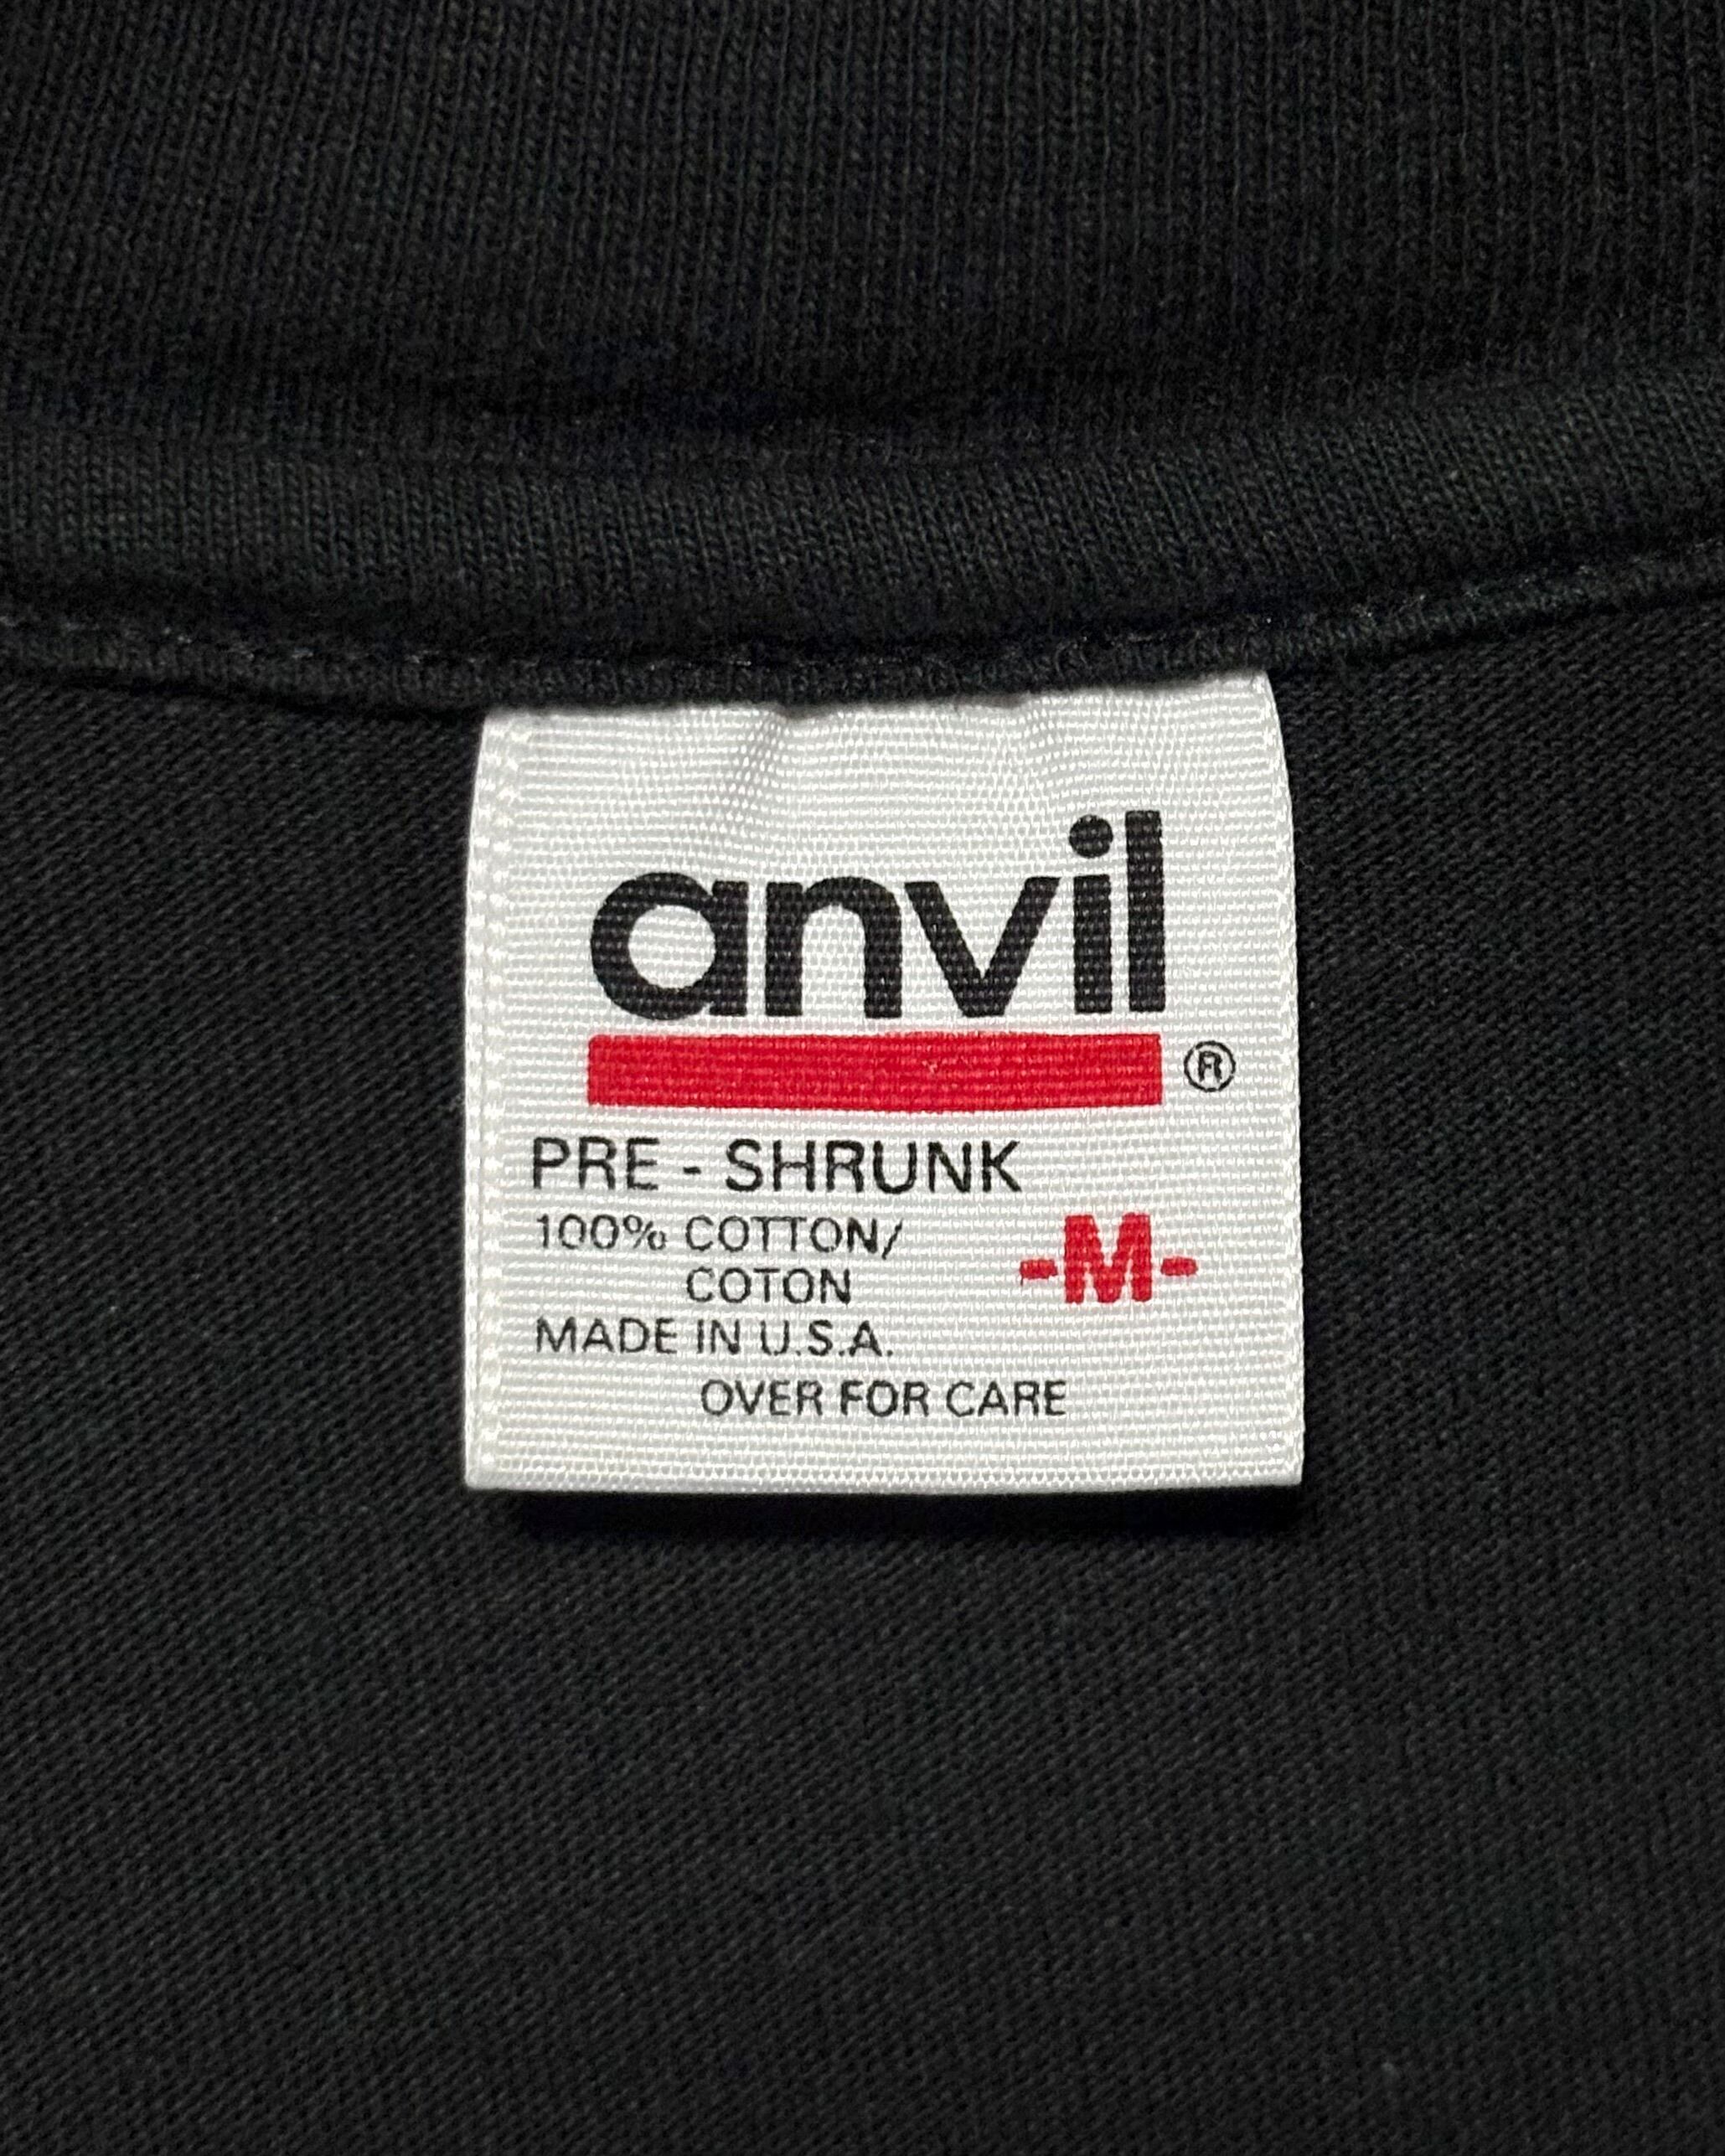 anvil
®
PRE - SHRUNK
100% COTTON/
COTON
-M-
MADE IN U.S.A.
OVER FOR CARE